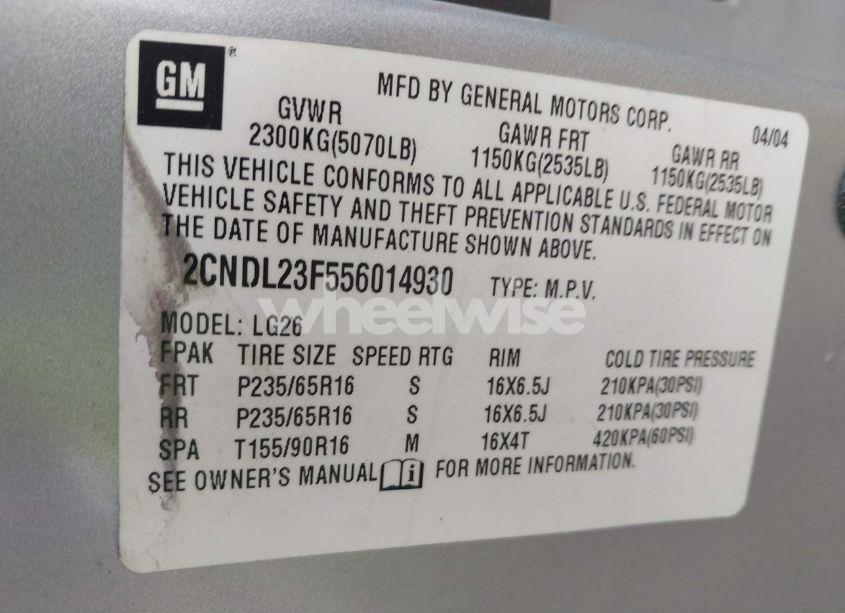 GM ®
MFD BY GENERAL MOTORS CORP.
04/04
GVWR GAWR FRT GAWR RR
2300KG(5070LB) 1150KG(2535LB) 1150KG(2535LB)
THIS VEHICLE CONFORMS TO ALL APPLICABLE U.S. FEDERAL MOTOR
VEHICLE SAFETY AND THEFT PREVENTION STANDARDS IN EFFECT ON
THE DATE OF MANUFACTURE SHOWN ABOVE.
2CNDL23F556014930 TYPE: M.P.V.
wheelwise
MODEL: LG26
FPAK TIRE SIZE SPEED RTG RIM COLD TIRE PRESSURE
FRT P235/65R16 S 16X6.5J 210KPA(30PSI)
RR P235/65R16 S 16X6.5J 210KPA(30PSI)
SPA T155/90R16 M 16X4T 420KPA(60PSI)
SEE OWNER'S MANUAL i FOR MORE INFORMATION.